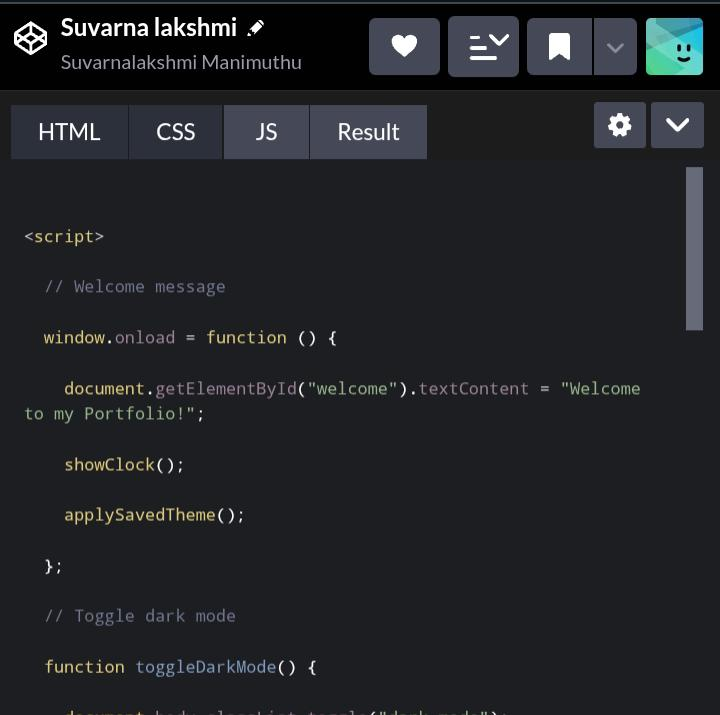 Suvarna lakshmi
Suvarnalakshmi Manimuthu
HTML CSS JS Result
<script>
// Welcome message
window.onload = function () {
document.getElementById("welcome").textContent = "Welcome
to my Portfolio!";
showClock();
applySavedTheme();
};
// Toggle dark mode
function toggleDarkMode() {